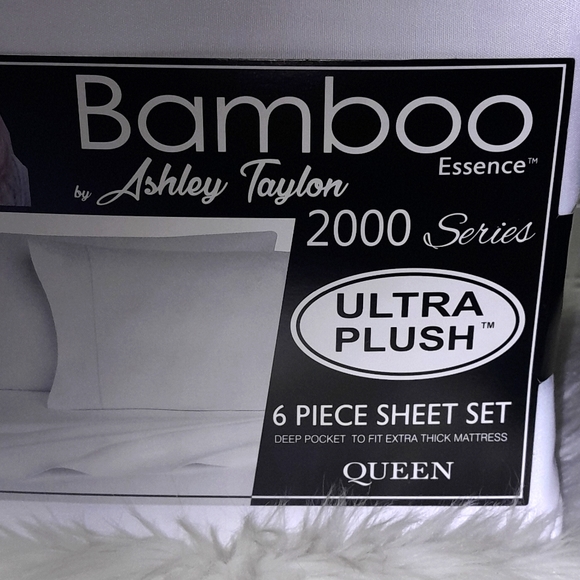 Bamboo
Essence™
by Ashley Taylor
2000 Series
ULTRA
PLUSH™
6 PIECE SHEET SET
DEEP POCKET TO FIT EXTRA THICK MATTRESS
QUEEN